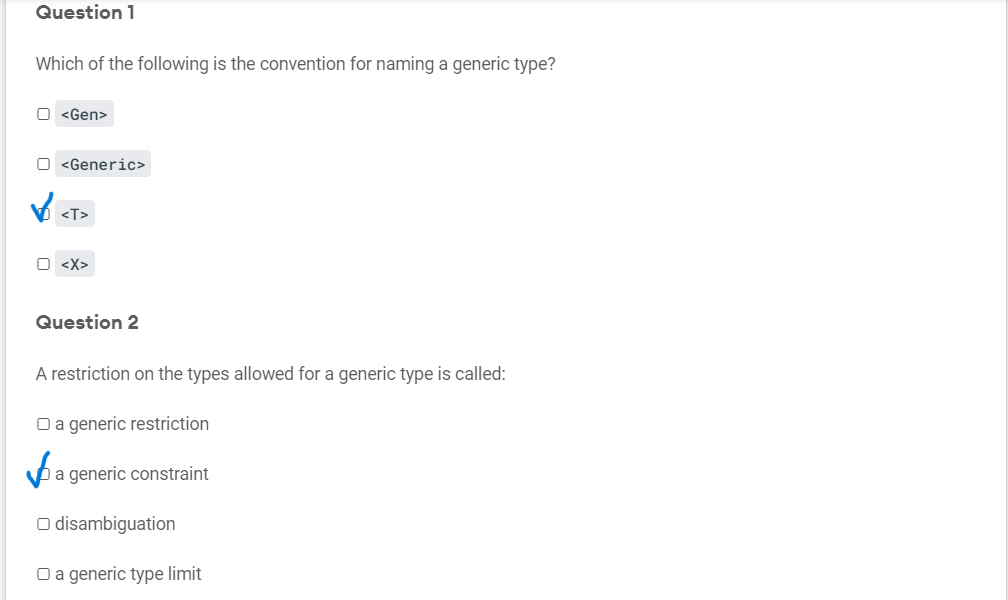 Question 1
Which of the following is the convention for naming a generic type?
<Gen>
<Generic>
<T>
<X>
Question 2
A restriction on the types allowed for a generic type is called:
a generic restriction
a generic constraint
disambiguation
a generic type limit